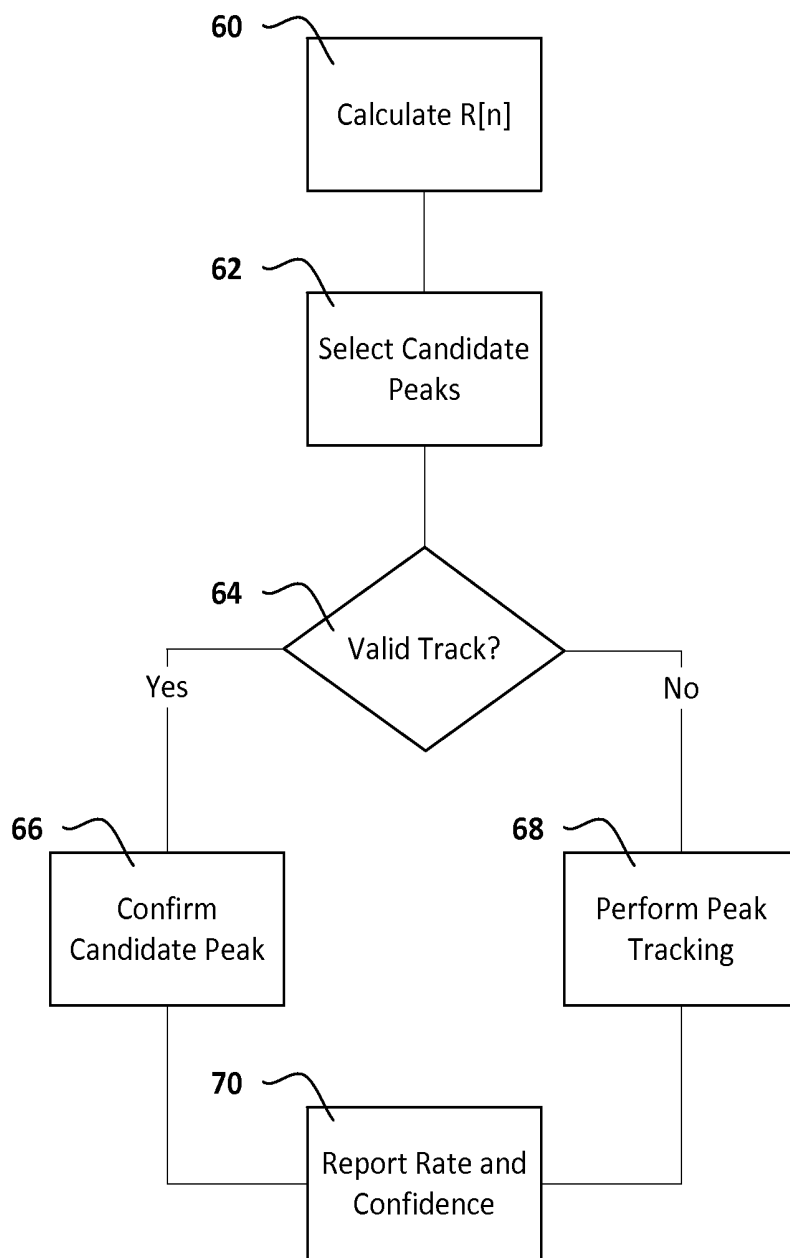 60
Calculate R[n]
62
Select Candidate
Peaks
64
Valid Track?
Yes
No
66
Confirm
Candidate Peak
68
Perform Peak
Tracking
70
Report Rate and
Confidence